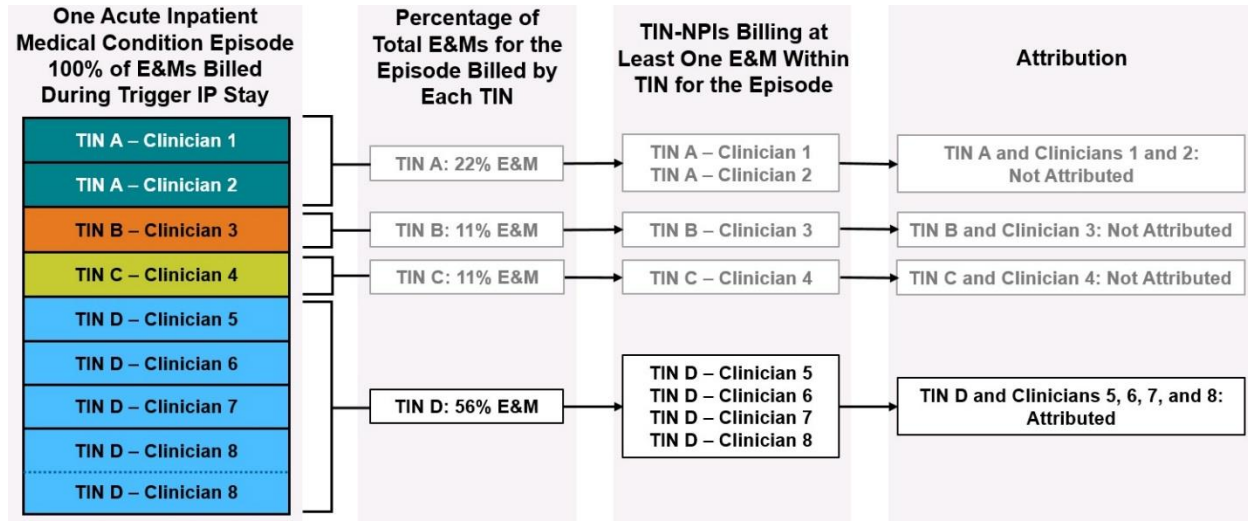 One Acute Inpatient
Medical Condition Episode
100% of E&Ms Billed
During Trigger IP Stay
TIN A – Clinician 1
TIN A – Clinician 2
TIN B – Clinician 3
TIN C – Clinician 4
TIN D – Clinician 5
TIN D – Clinician 6
TIN D – Clinician 7
TIN D – Clinician 8
TIN D – Clinician 8
Percentage of
Total E&Ms for the
Episode Billed by
Each TIN
TIN A: 22% E&M
TIN B: 11% E&M
TIN C: 11% E&M
TIN D: 56% E&M
TIN-NPIs Billing at
Least One E&M Within
TIN for the Episode
TIN A – Clinician 1
TIN A – Clinician 2
TIN B – Clinician 3
TIN C – Clinician 4
TIN D – Clinician 5
TIN D – Clinician 6
TIN D – Clinician 7
TIN D – Clinician 8
Attribution
TIN A and Clinicians 1 and 2:
Not Attributed
TIN B and Clinician 3: Not Attributed
TIN C and Clinician 4: Not Attributed
TIN D and Clinicians 5, 6, 7, and 8:
Attributed